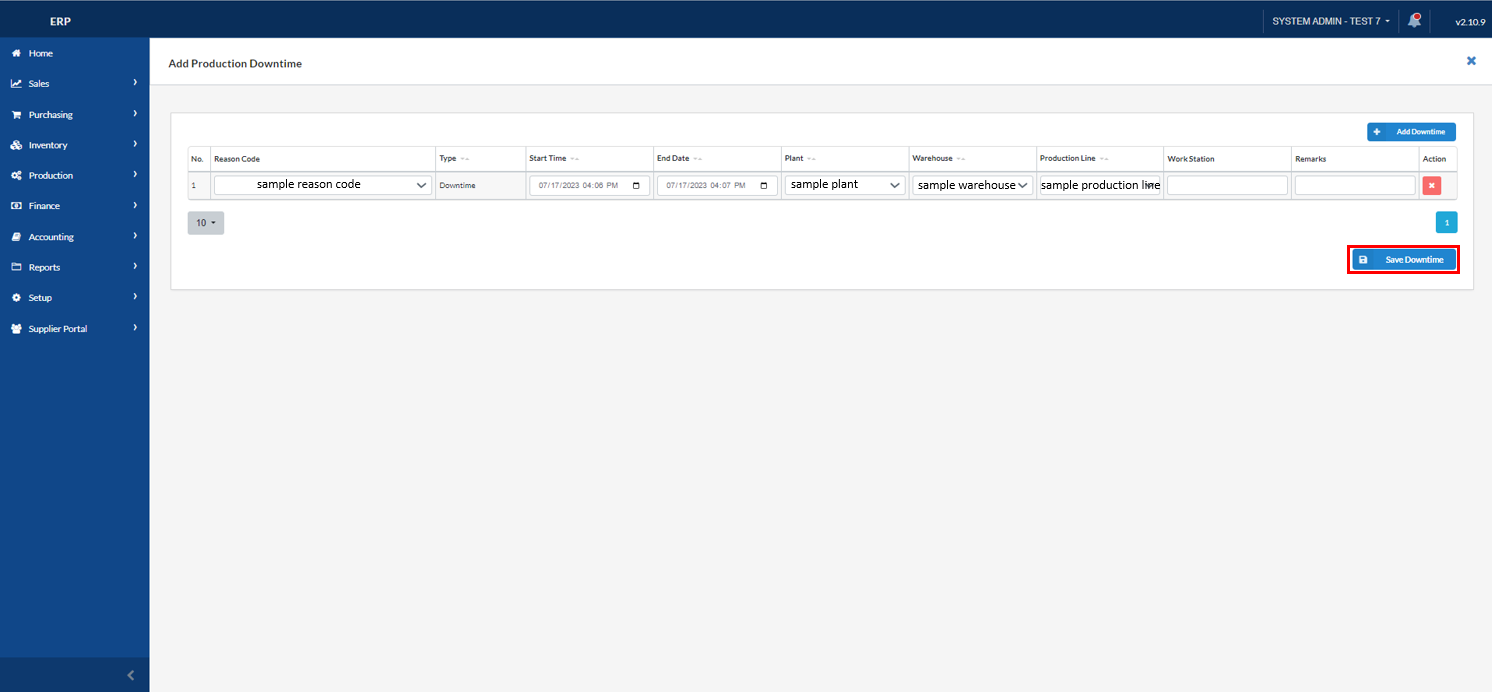 ERP
SYSTEM ADMIN - TEST 7
v2.10.9
Home
Sales
Purchasing
Inventory
Production
Finance
Accounting
Reports
Setup
Supplier Portal
Add Production Downtime
Add Downtime
No. Reason Code Type Start Time End Date Plant Warehouse Production Line Work Station Remarks Action
1 sample reason code Downtime 07/17/2023 04:06 PM 07/17/2023 04:07 PM sample plant sample warehouse sample production line
10
1
Save Downtime